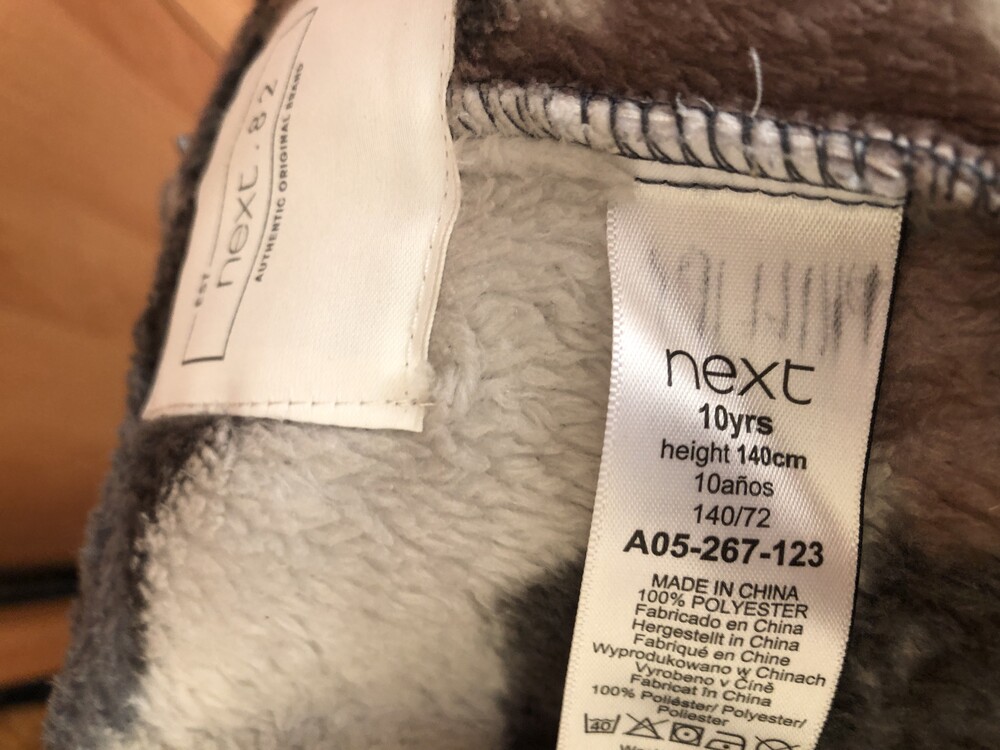 EST
next .82
AUTHENTIC ORIGINAL BRAND
next
10yrs
height 140cm
10años
140/72
A05-267-123
MADE IN CHINA
100% POLYESTER
Fabricado en China
Hergestellt in China
Fabriqué en Chine
Wyprodukowano w Chinach
Vyrobeno v Číně
Fabricat în China
100% Poliéster/ Polyester/
Poliester
40